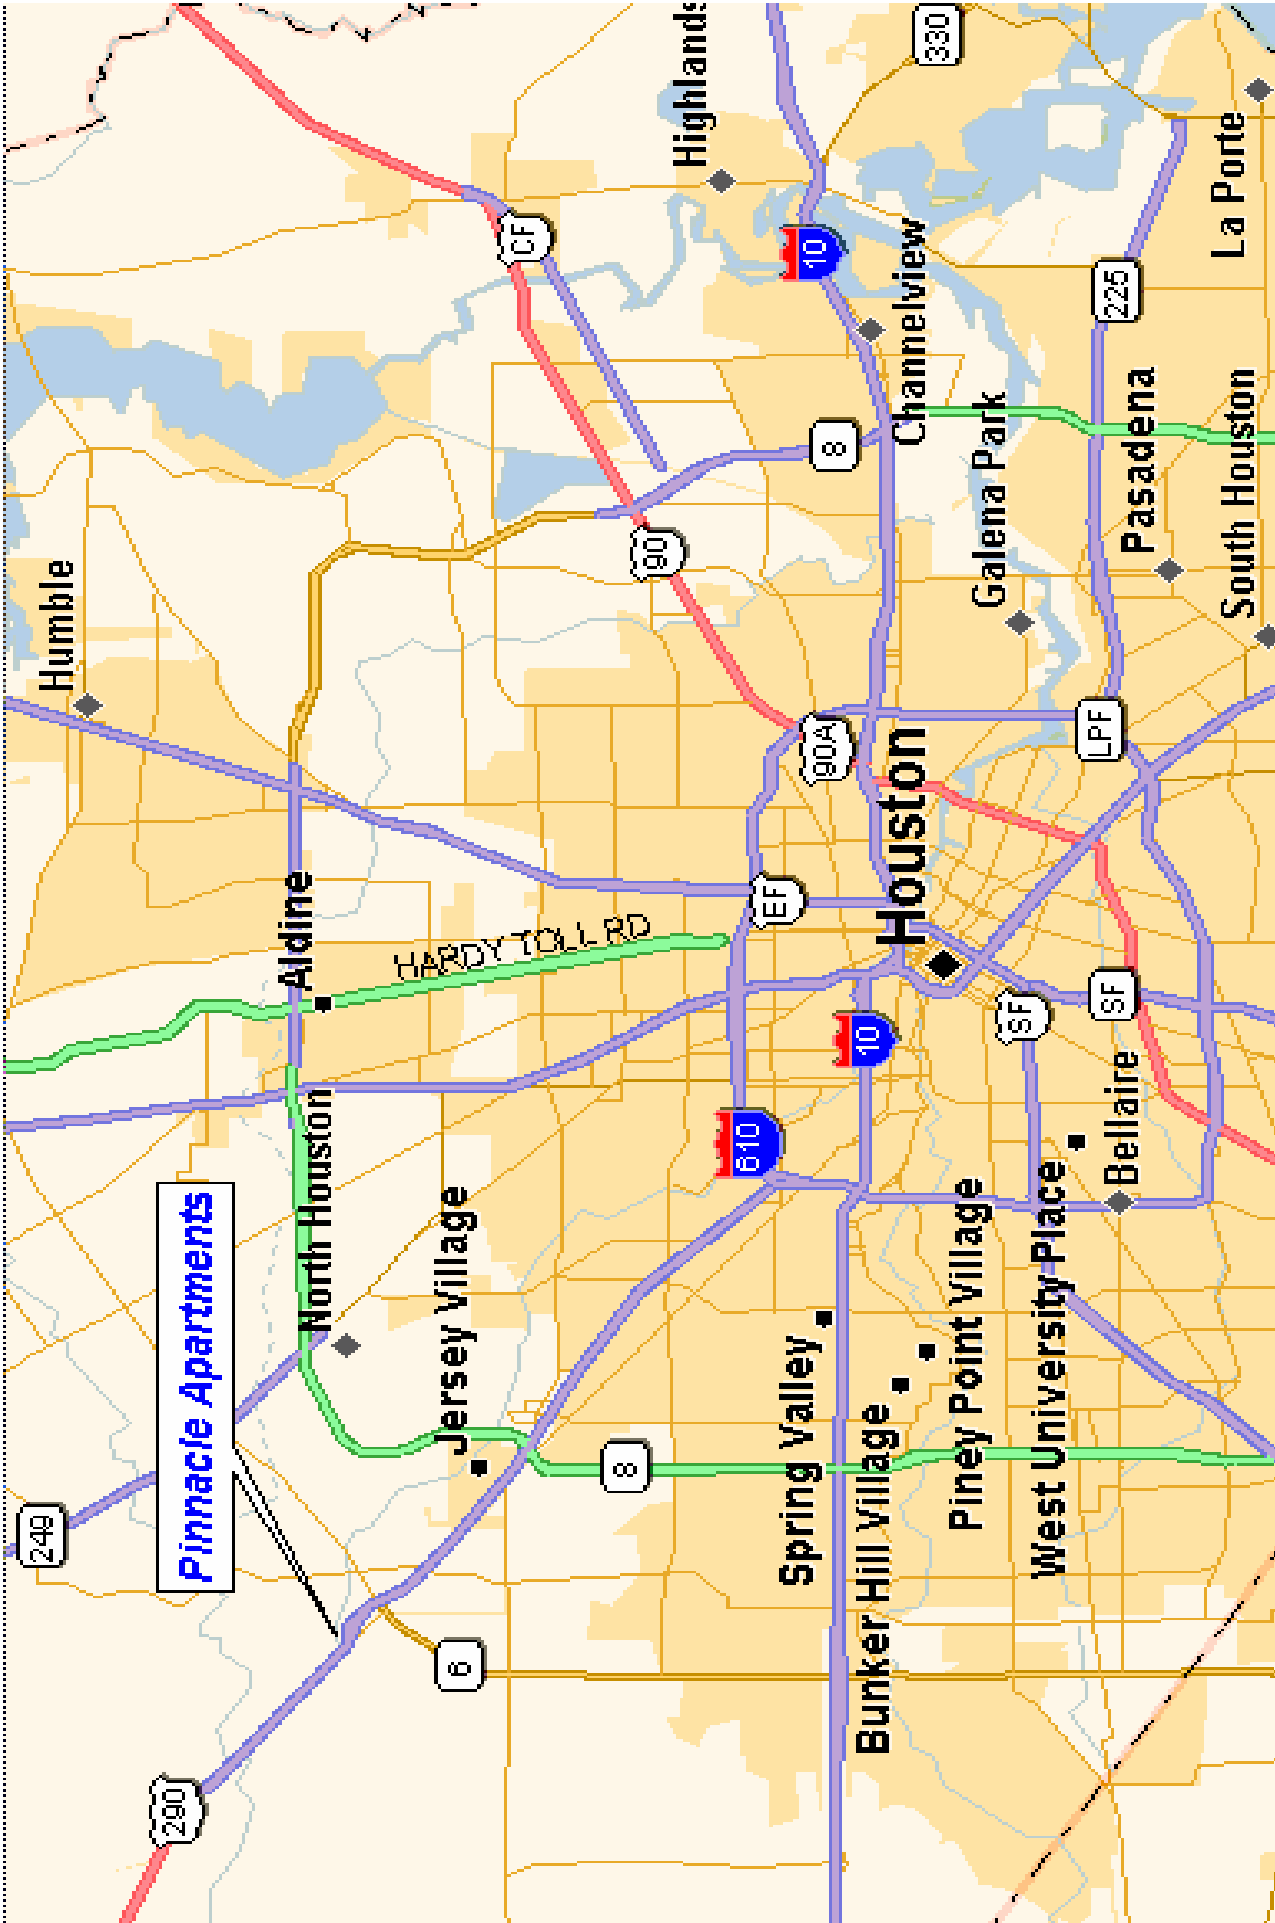 249
Humble
Pinnacle Apartments
Aldine
North Houston
HARDY TOLL RD
CF
Highlands
330
290
6
Jersey Village
8
90
8
10
Channelview
225
La Porte
610
EF
90A
Houston
Galena Park
Pasadena
South Houston
LPF
10
Spring Valley
Bunker Hill Village
Piney Point Village
West University Place
Bellaire
SF
SF